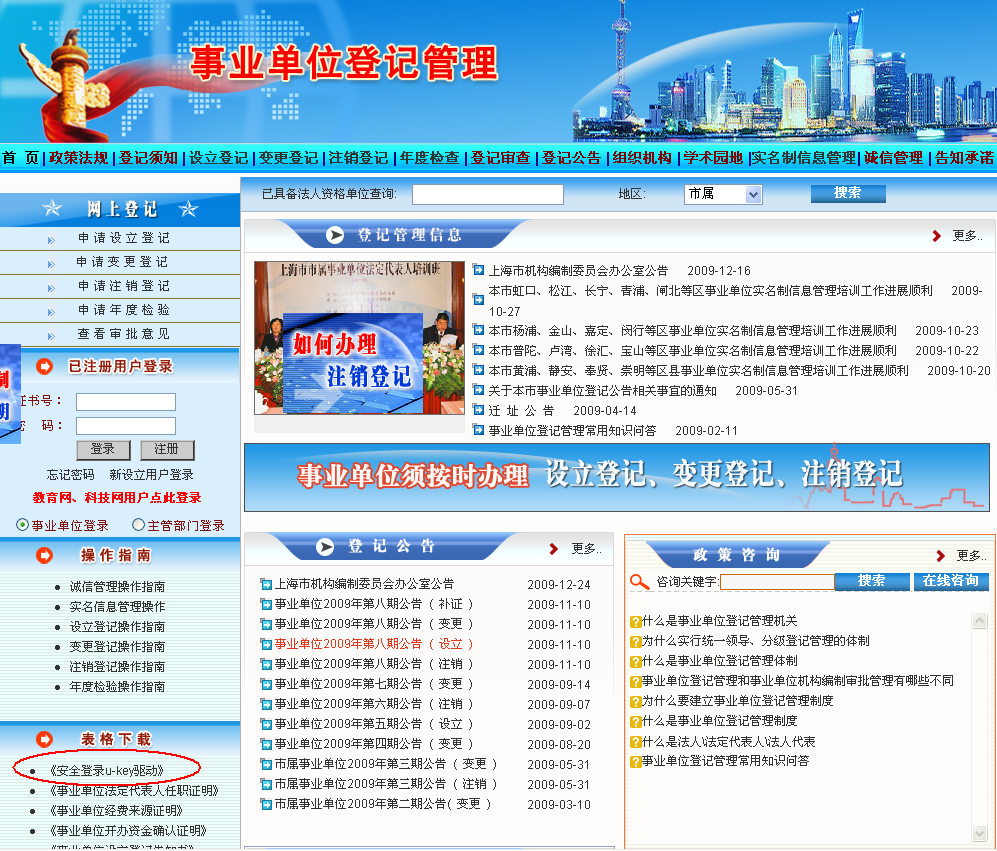 事业单位登记管理
首 页|政策法规|登记须知|设立登记|变更登记|注销登记|年度检查|登记审查|登记公告|组织机构|学术园地|实名制信息管理|诚信管理|告知承诺
网上登记
申请设立登记
申请变更登记
申请注销登记
申请年度检验
查看审批意见
已注册用户登录
证书号：
码：
登录 注册
忘记密码 新设立用户登录
教育网、科技网用户点此登录
事业单位登录 主管部门登录
操作指南
诚信管理操作指南
实名信息管理操作
设立登记操作指南
变更登记操作指南
注销登记操作指南
年度检验操作指南
表格下载
《安全登录u-key驱动》
《事业单位法定代表人任职证明》
《事业单位经费来源证明》
《事业单位开办资金确认证明》
已具备法人资格单位查询: 地区: 市属 搜索
登记管理信息 更多..
上海市市属事业单位法定代表人培训班
如何办理
注销登记
上海市机构编制委员会办公室公告 2009-12-16
本市虹口、松江、长宁、青浦、闸北等区事业单位实名制信息管理培训工作进展顺利 2009-
10-27
本市杨浦、金山、嘉定、闵行等区事业单位实名制信息管理培训工作进展顺利 2009-10-23
本市普陀、卢湾、徐汇、宝山等区事业单位实名制信息管理培训工作进展顺利 2009-10-22
本市黄浦、静安、奉贤、崇明等区县事业单位实名制信息管理培训工作进展顺利 2009-10-20
关于本市事业单位登记公告相关事宜的通知 2009-05-31
迁 址 公 告 2009-04-14
事业单位登记管理常用知识问答 2009-02-11
事业单位须按时办理 设立登记、变更登记、注销登记
登记公告 更多..
上海市机构编制委员会办公室公告 2009-12-24
事业单位2009年第八期公告（补证） 2009-11-10
事业单位2009年第八期公告（变更） 2009-11-10
事业单位2009年第八期公告（设立） 2009-11-10
事业单位2009年第八期公告（注销） 2009-11-10
事业单位2009年第七期公告（变更） 2009-09-14
事业单位2009年第六期公告（注销） 2009-09-07
事业单位2009年第五期公告（设立） 2009-09-02
事业单位2009年第四期公告（变更） 2009-08-20
市属事业单位2009年第三期公告（变更） 2009-05-31
市属事业单位2009年第三期公告（注销） 2009-05-31
市属事业单位2009年第二期公告(变更） 2009-03-10
政策咨询 更多..
咨询关键字: 搜索 在线咨询
什么是事业单位登记管理机关
为什么实行统一领导、分级登记管理的体制
什么是事业单位登记管理体制
事业单位登记管理和事业单位机构编制审批管理有哪些不同
为什么要建立事业单位登记管理制度
什么是事业单位登记管理制度
什么是法人\法定代表人\法人代表
事业单位登记管理常用知识问答